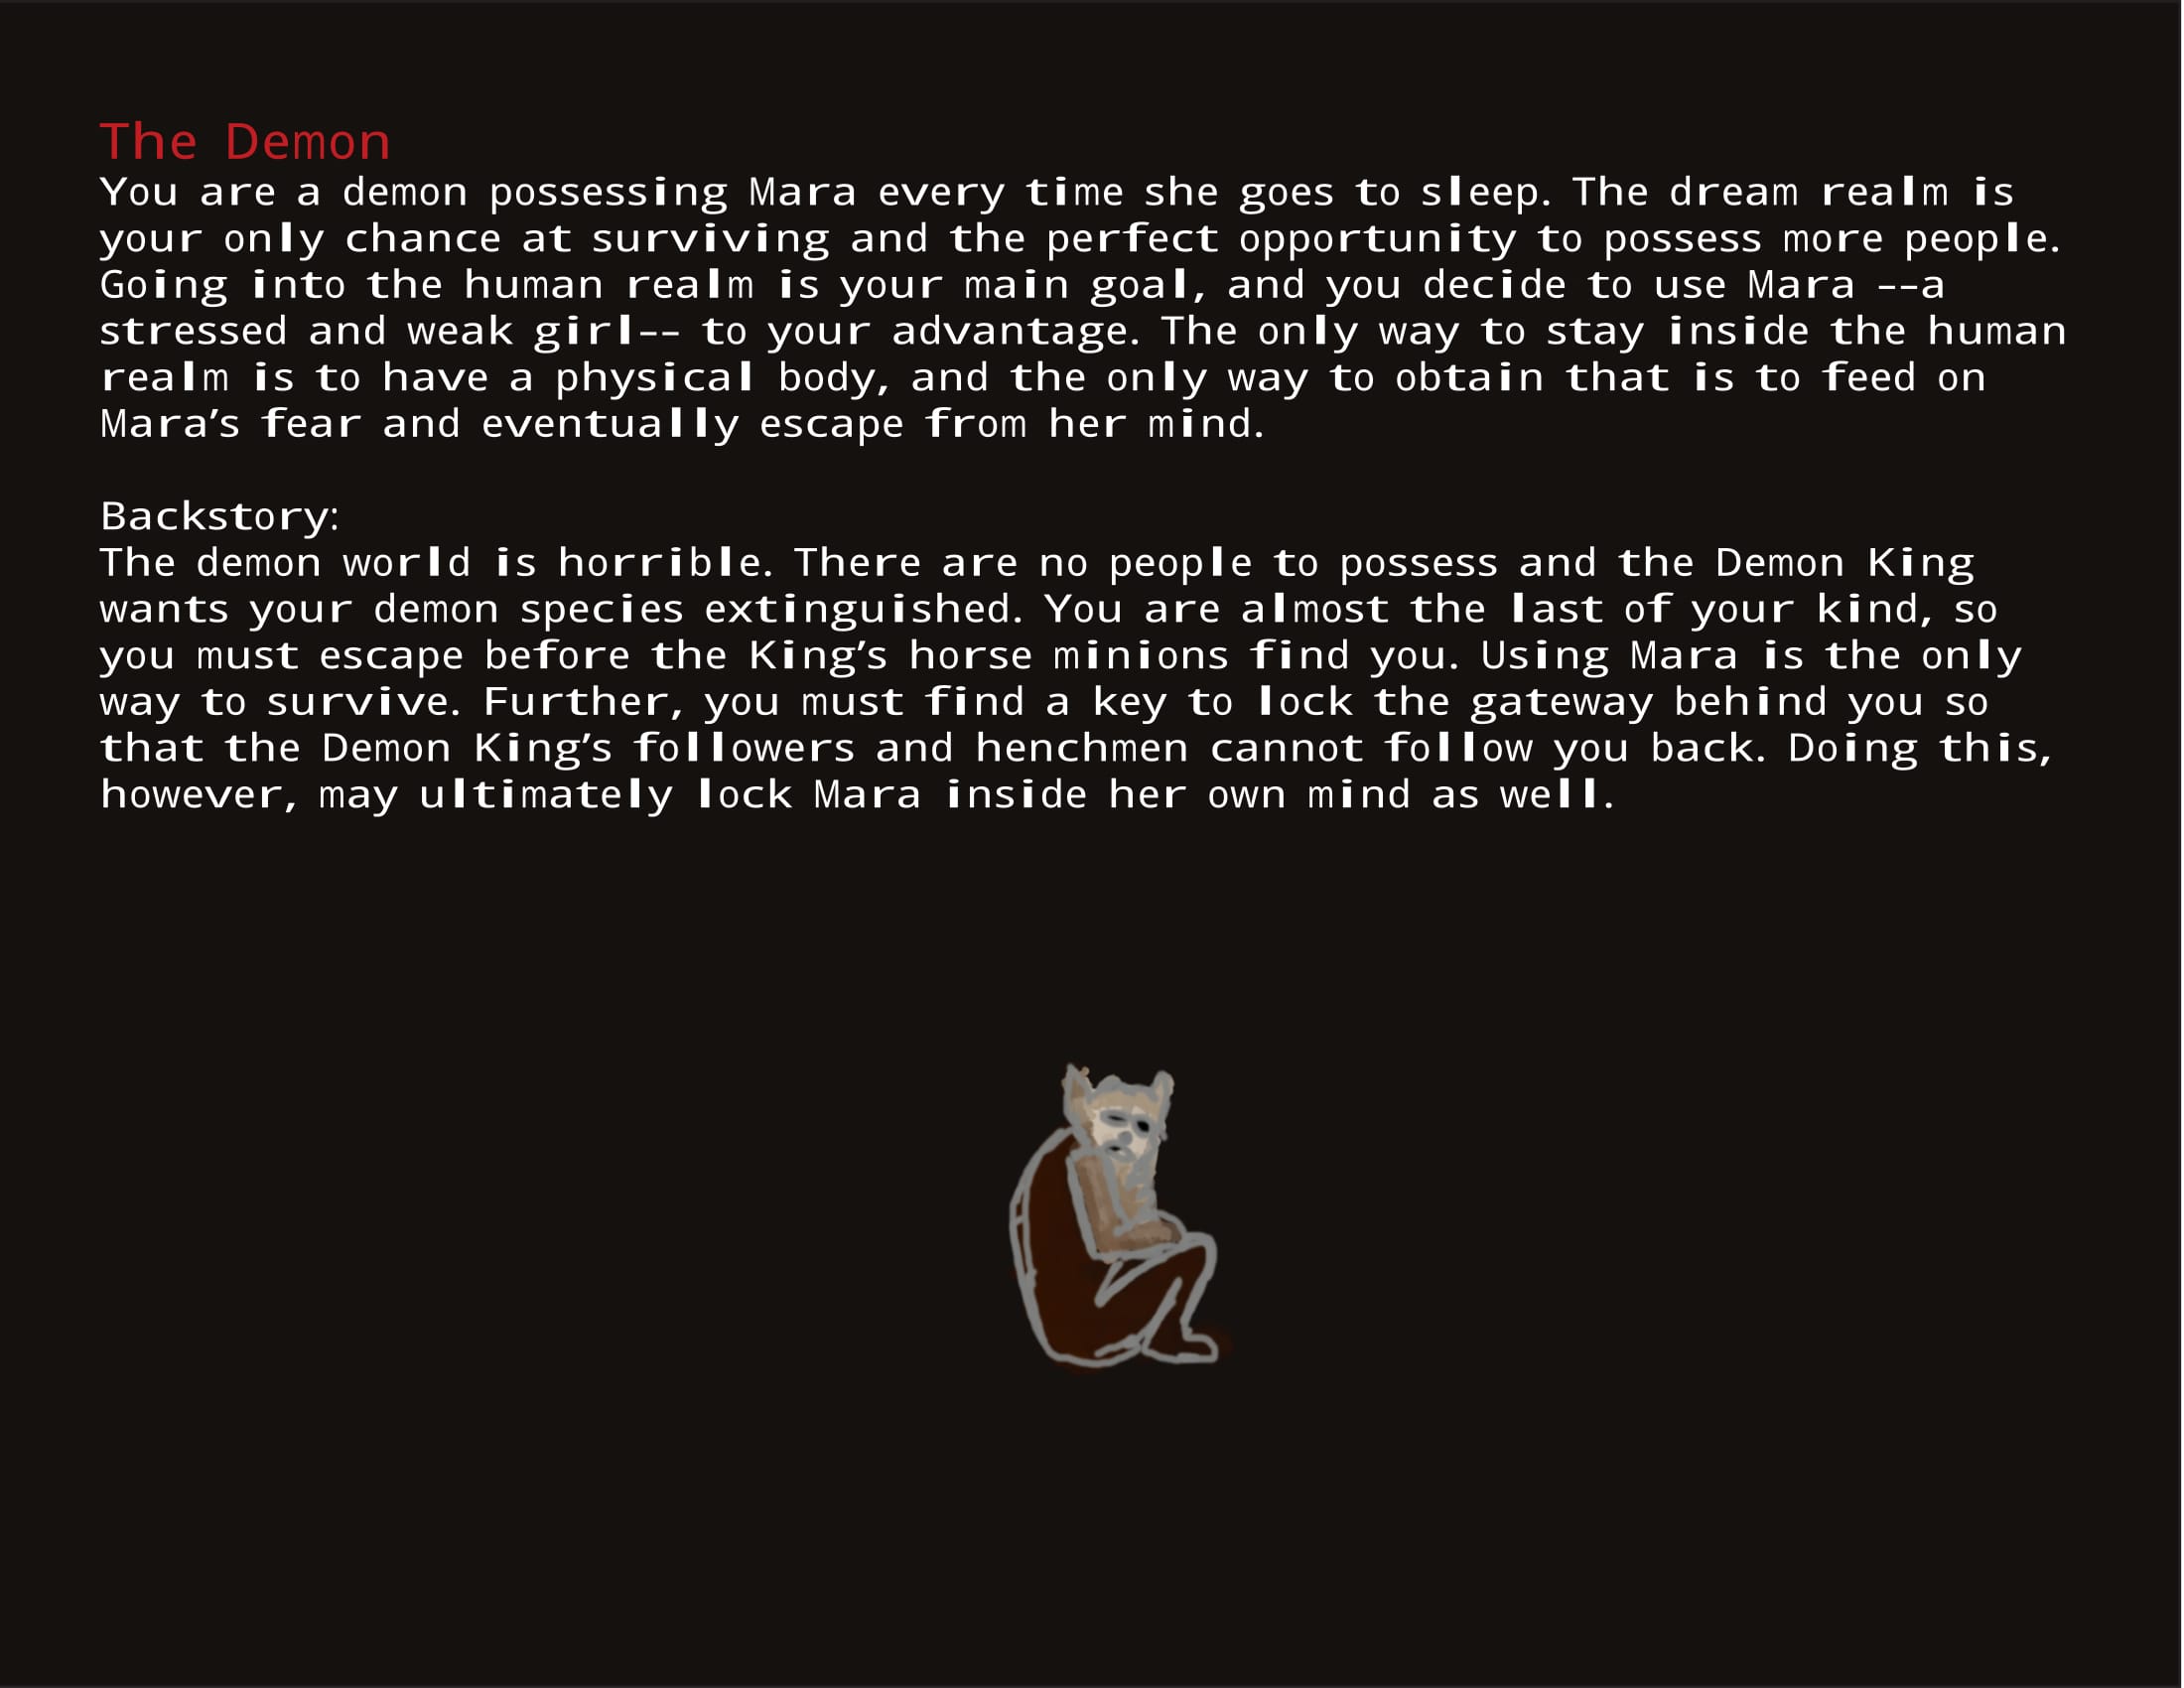 The Demon
You are a demon possessing Mara every time she goes to sleep. The dream realm is
your only chance at surviving and the perfect opportunity to possess more people.
Going into the human realm is your main goal, and you decide to use Mara --a
stressed and weak girl-- to your advantage. The only way to stay inside the human
realm is to have a physical body, and the only way to obtain that is to feed on
Mara’s fear and eventually escape from her mind.
Backstory:
The demon world is horrible. There are no people to possess and the Demon King
wants your demon species extinguished. You are almost the last of your kind, so
you must escape before the King’s horse minions find you. Using Mara is the only
way to survive. Further, you must find a key to lock the gateway behind you so
that the Demon King’s followers and henchmen cannot follow you back. Doing this,
however, may ultimately lock Mara inside her own mind as well.